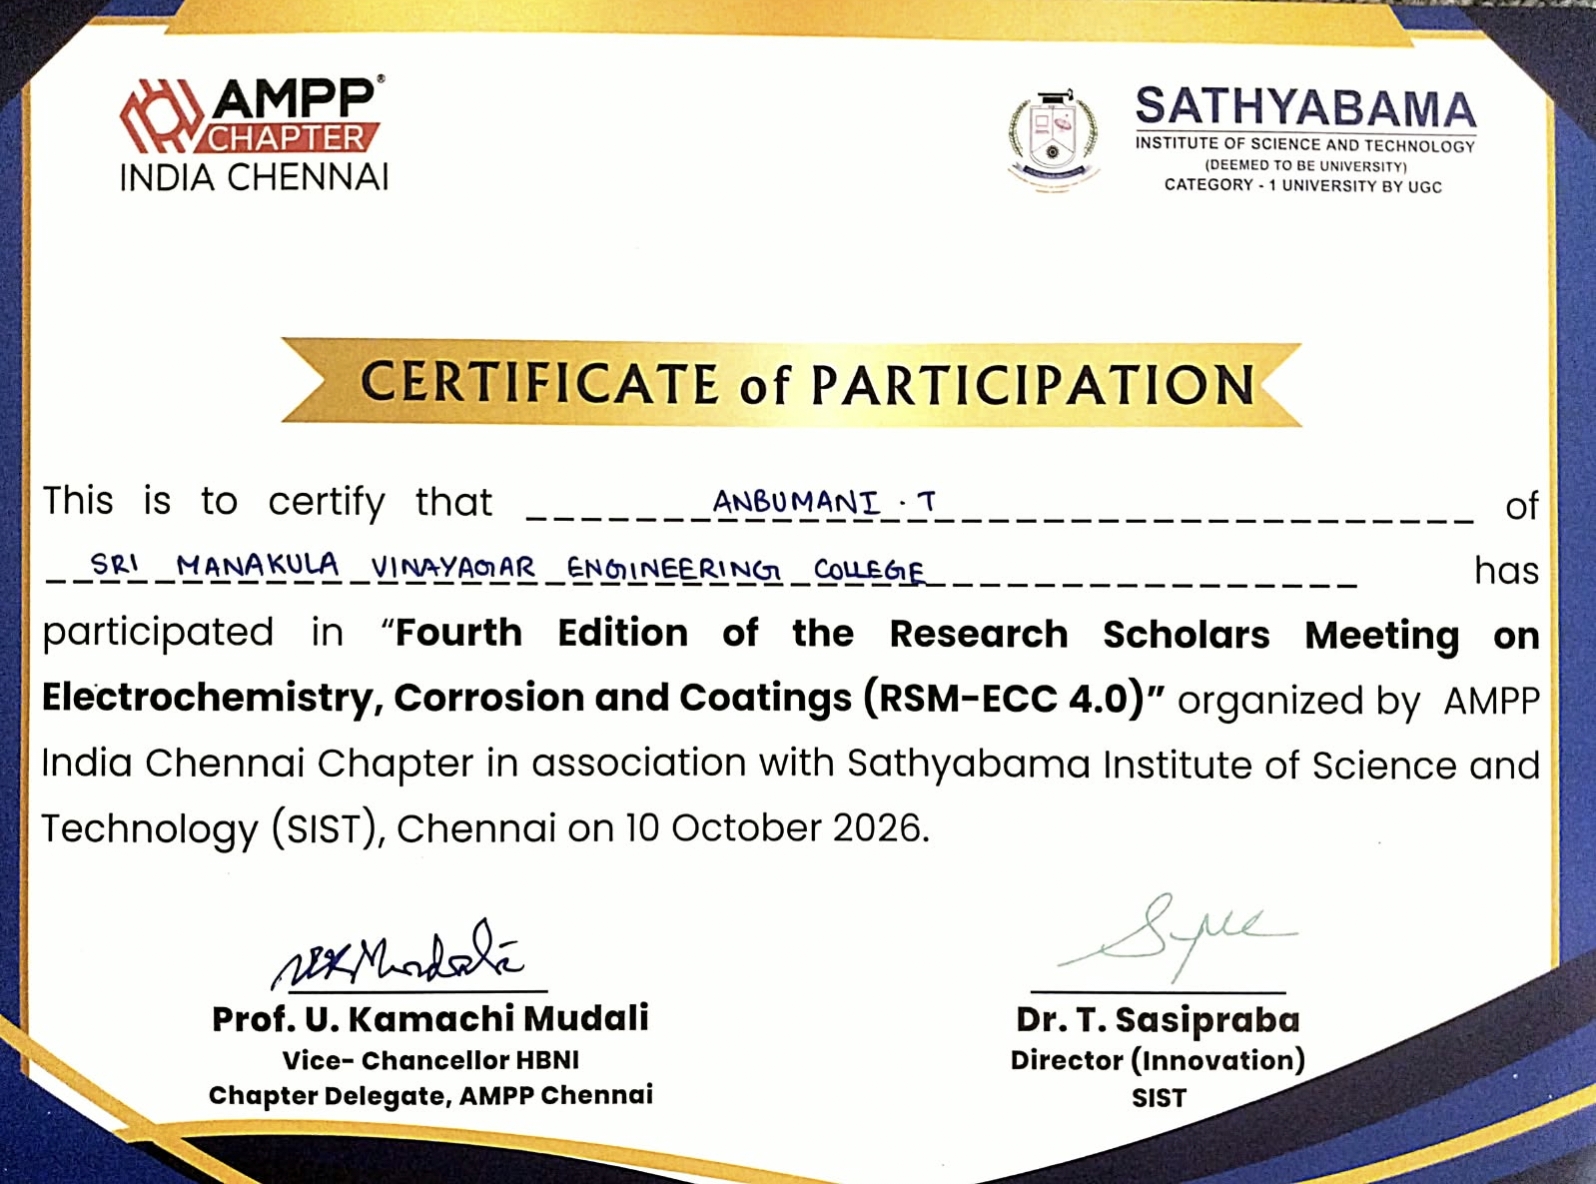 AMPP®
CHAPTER
INDIA CHENNAI
SATHYABAMA
INSTITUTE OF SCIENCE AND TECHNOLOGY
(DEEMED TO BE UNIVERSITY)
CATEGORY - 1 UNIVERSITY BY UGC
CERTIFICATE of PARTICIPATION
This is to certify that ANBUMANI . T of
SRI MANAKULA VINAYAGAR ENGINEERING COLLEGE has
participated in “Fourth Edition of the Research Scholars Meeting on
Electrochemistry, Corrosion and Coatings (RSM-ECC 4.0)” organized by AMPP
India Chennai Chapter in association with Sathyabama Institute of Science and
Technology (SIST), Chennai on 10 October 2026.
Prof. U. Kamachi Mudali
Vice- Chancellor HBNI
Chapter Delegate, AMPP Chennai
Dr. T. Sasipraba
Director (Innovation)
SIST